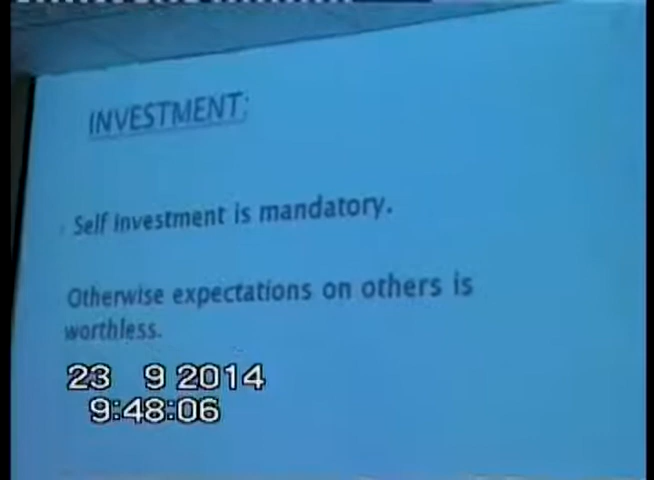 INVESTMENT:
Self investment is mandatory.
Otherwise expectations on others is
worthless.
23 9 2014
9:48:06